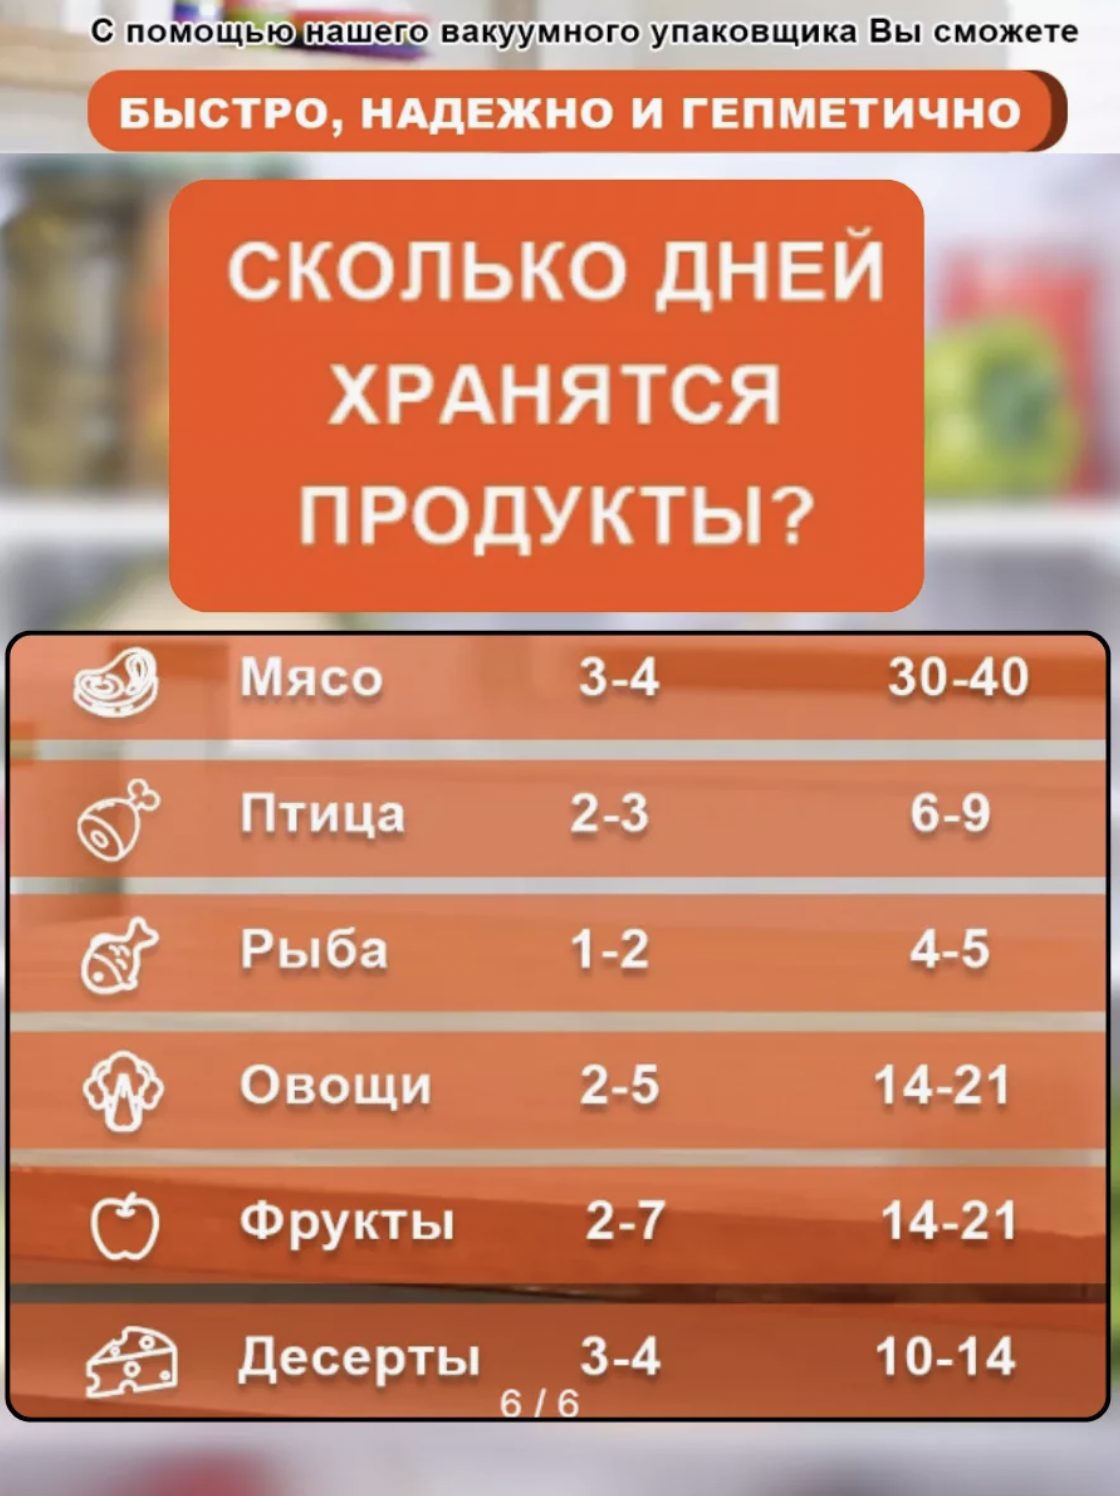 С помощью нашего вакуумного упаковщика Вы сможете
БЫСТРО, НАДЕЖНО И ГЕПМЕТИЧНО
СКОЛЬКО ДНЕЙ
ХРАНЯТСЯ
ПРОДУКТЫ?
Мясо 3-4 30-40
Птица 2-3 6-9
Рыба 1-2 4-5
Овощи 2-5 14-21
Фрукты 2-7 14-21
Десерты 3-4 10-14
6 / 6